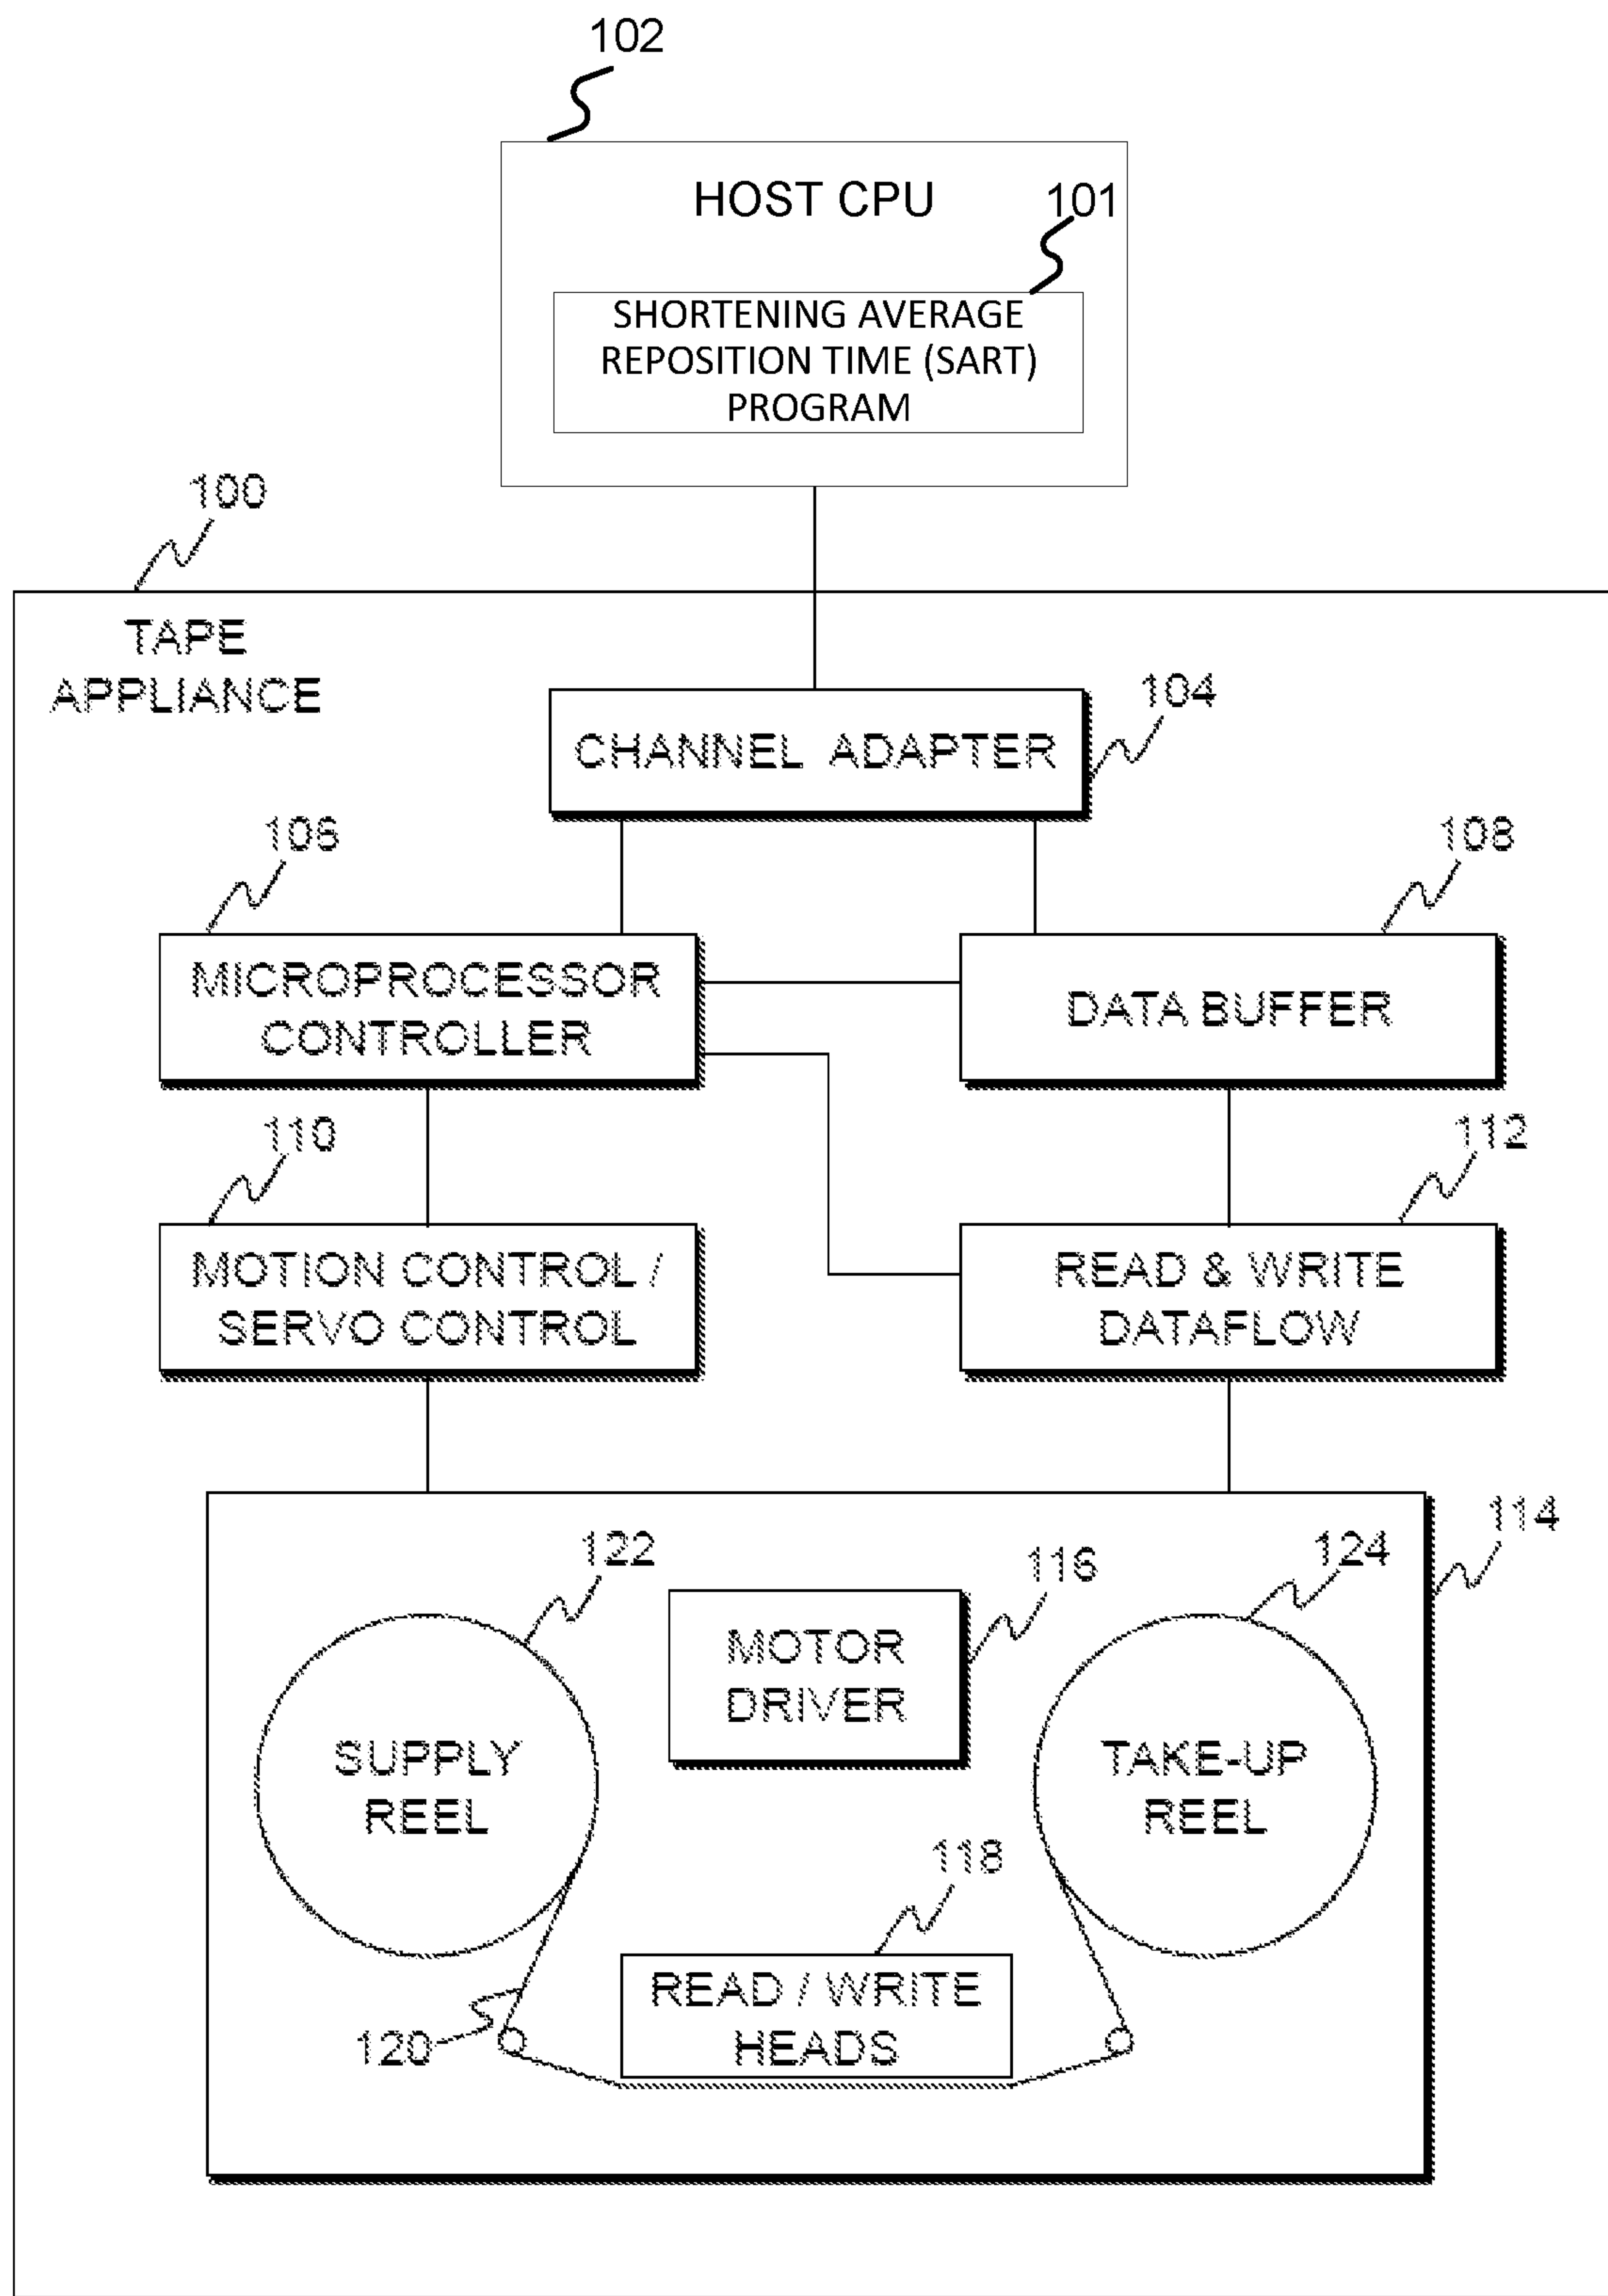 102
HOST CPU
101
SHORTENING AVERAGE
REPOSITION TIME (SART)
PROGRAM
100
TAPE
APPLIANCE
104
CHANNEL ADAPTER
106
108
MICROPROCESSOR
CONTROLLER
DATA BUFFER
110
112
MOTION CONTROL /
SERVO CONTROL
READ & WRITE
DATAFLOW
114
122
116
124
MOTOR
DRIVER
SUPPLY
REEL
TAKE-UP
REEL
118
READ / WRITE
HEADS
120